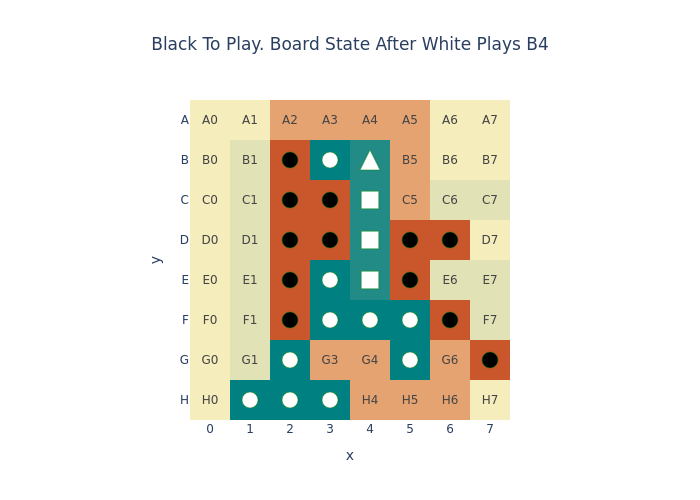 Black To Play. Board State After White Plays B4
A A0 A1 A2 A3 A4 A5 A6 A7
B B0 B1 B5 B6 B7
C C0 C1 C5 C6 C7
D D0 D1 D7
y
E E0 E1 E6 E7
F F0 F1 F7
G G0 G1 G3 G4 G6
H H0 H4 H5 H6 H7
0 1 2 3 4 5 6 7
x